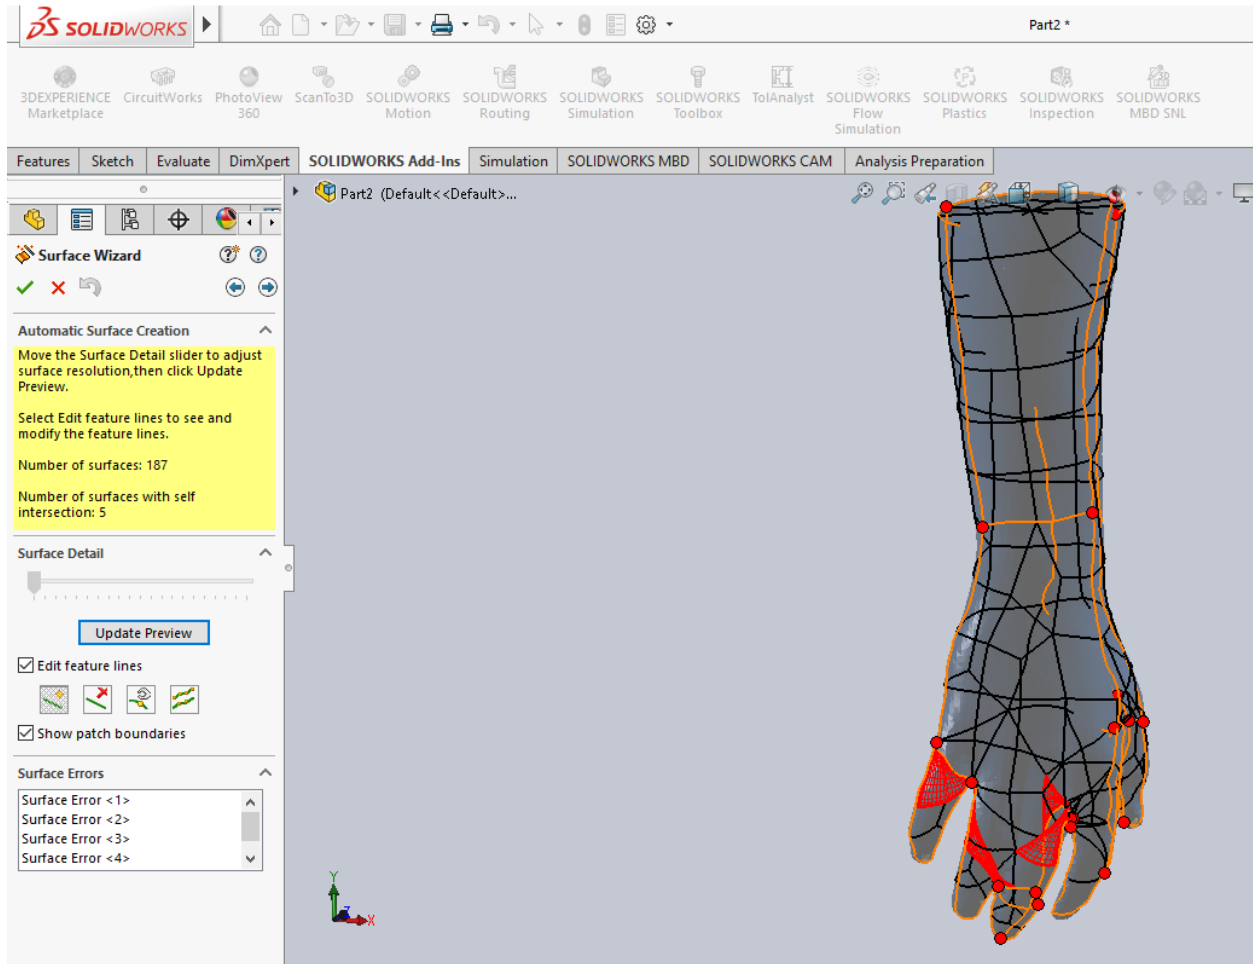 SOLIDWORKS
Part2 *
3DEXPERIENCE Marketplace
CircuitWorks
PhotoView 360
ScanTo3D
SOLIDWORKS Motion
SOLIDWORKS Routing
SOLIDWORKS Simulation
SOLIDWORKS Toolbox
TolAnalyst
SOLIDWORKS Flow Simulation
SOLIDWORKS Plastics
SOLIDWORKS Inspection
SOLIDWORKS MBD SNL
Features
Sketch
Evaluate
DimXpert
SOLIDWORKS Add-Ins
Simulation
SOLIDWORKS MBD
SOLIDWORKS CAM
Analysis Preparation
Part2 (Default<<Default>...
Surface Wizard
Automatic Surface Creation
Move the Surface Detail slider to adjust
surface resolution,then click Update
Preview.
Select Edit feature lines to see and
modify the feature lines.
Number of surfaces: 187
Number of surfaces with self
intersection: 5
Surface Detail
Update Preview
Edit feature lines
Show patch boundaries
Surface Errors
Surface Error <1>
Surface Error <2>
Surface Error <3>
Surface Error <4>
Y
Z
X